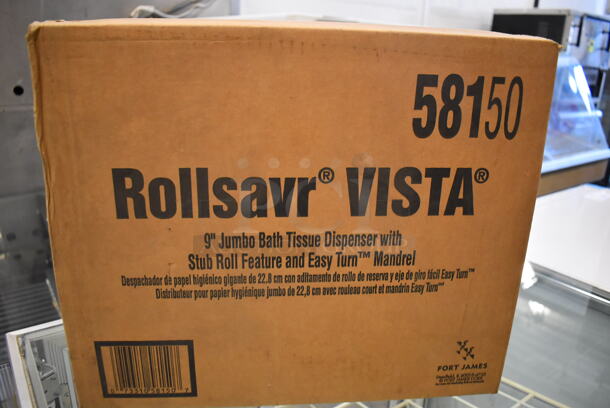 58150
Rollsavr® VISTA®
9" Jumbo Bath Tissue Dispenser with
Stub Roll Feature and Easy Turn™ Mandrel
Despachador de papel higiénico gigante de 22.8 cm con aditamento de rollo de reserva y eje de giro fácil Easy Turn™
Distributeur pour papier hygiénique jumbo de 22,8 cm avec rouleau court et mandrin Easy Turn™
FORT JAMES